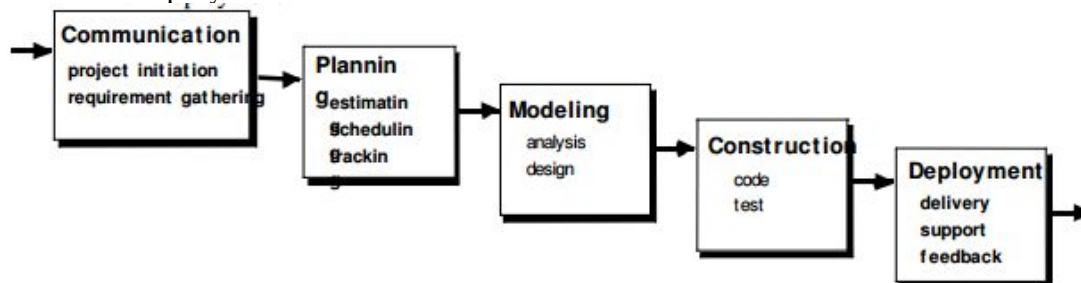 Communication
project initiation
requirement gathering
Plannin
g
estimatin
g
schedulin
g
trackin
g
Modeling
analysis
design
Construction
code
test
Deployment
delivery
support
feedback